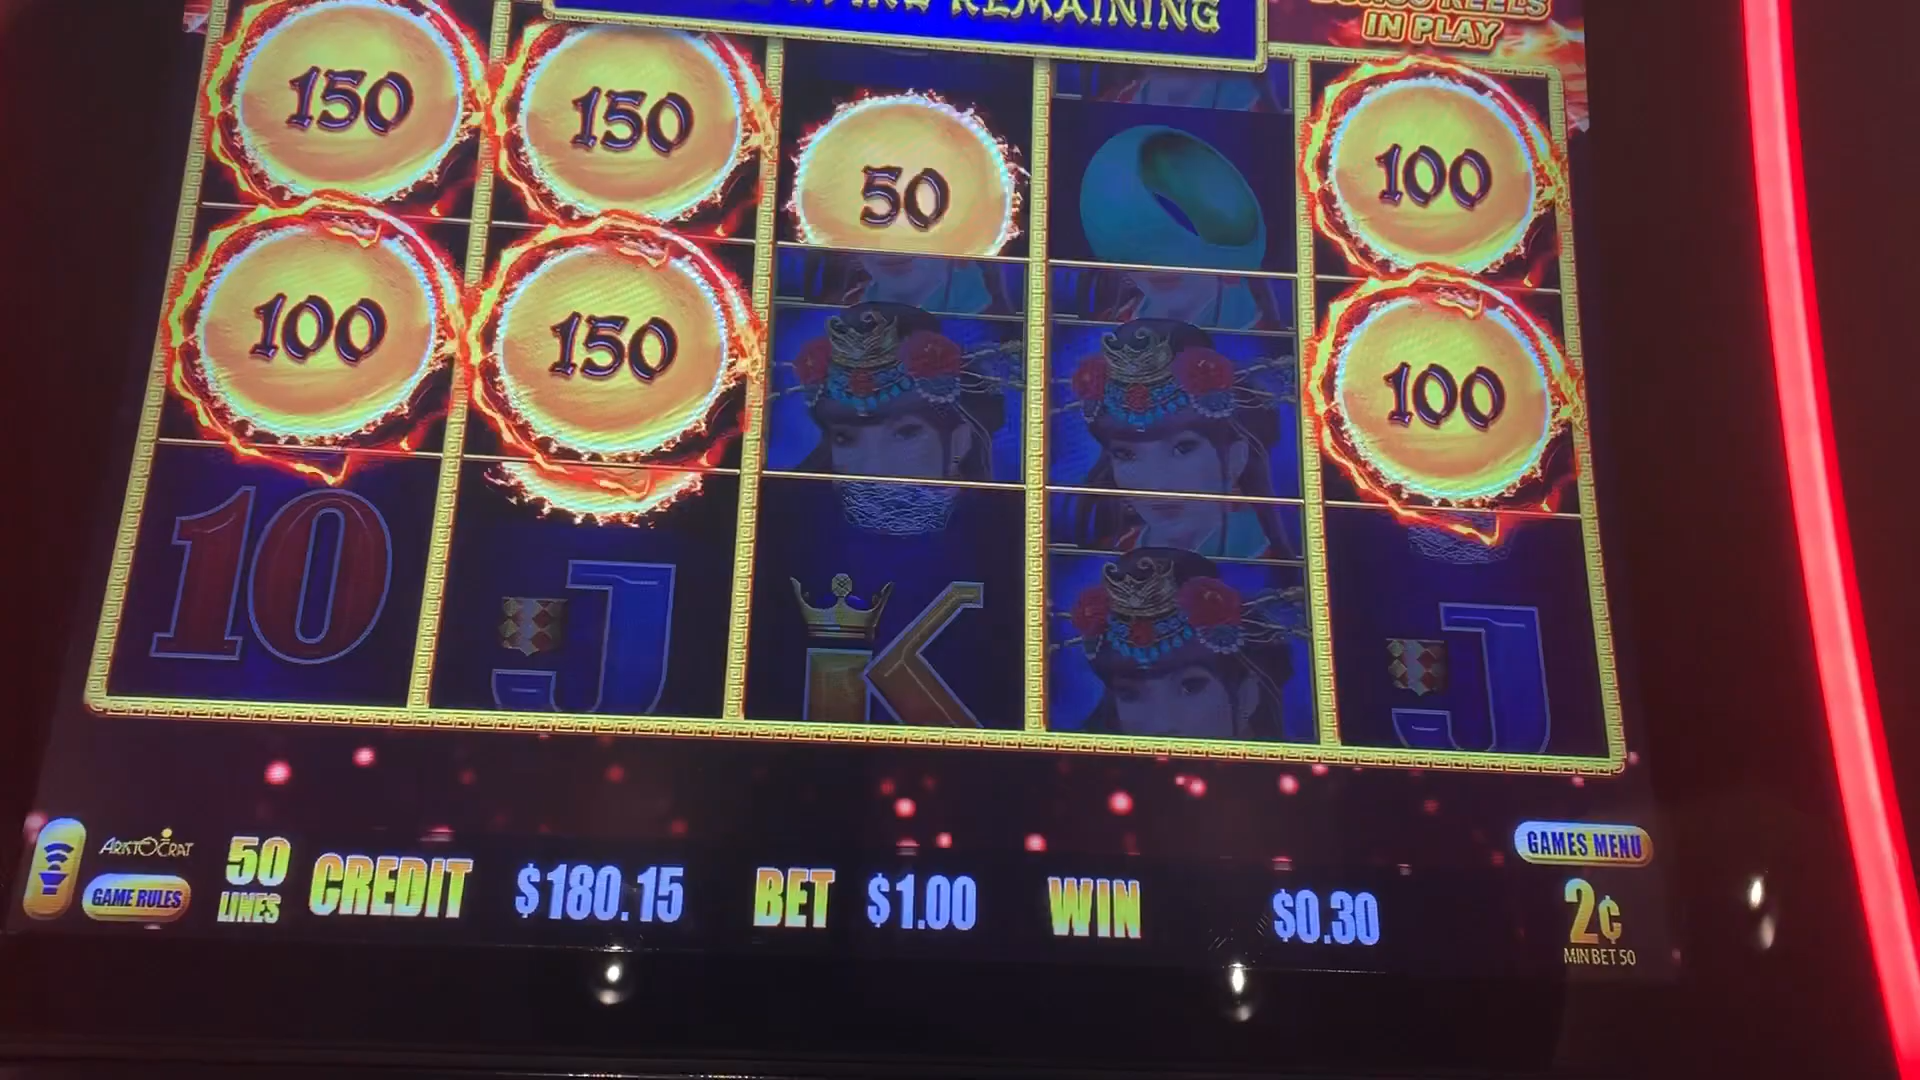 REMAINING
REELS
IN PLAY
150
150
50
100
100
150
100
10
J
K
J
ARISTOCRAT
GAME RULES
50
LINES
CREDIT
$180.15
BET
$1.00
WIN
$0.30
GAMES MENU
2¢
MIN BET 50